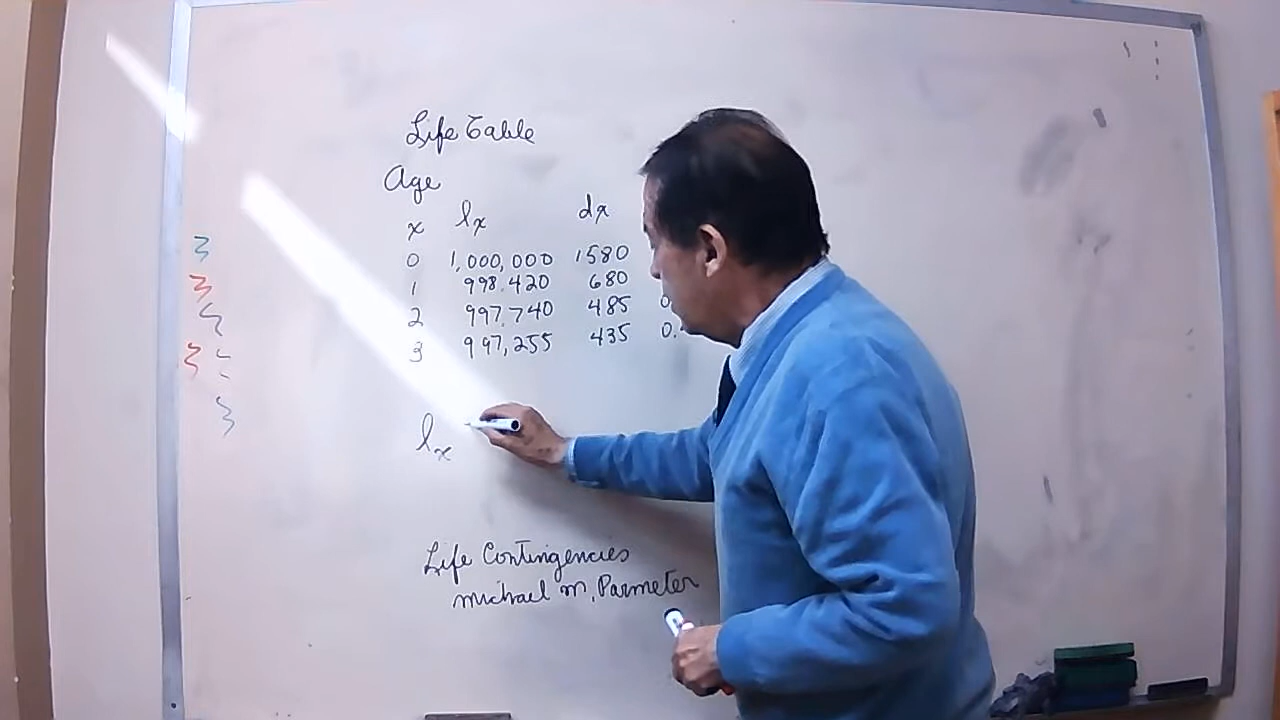 Life Table
Age
x lx dx
0 1,000,000 1580
1 998.420 680
2 997.740 485 0
3 997,255 435 0.
lx
Life Contingencies
Michael M. Parmeter